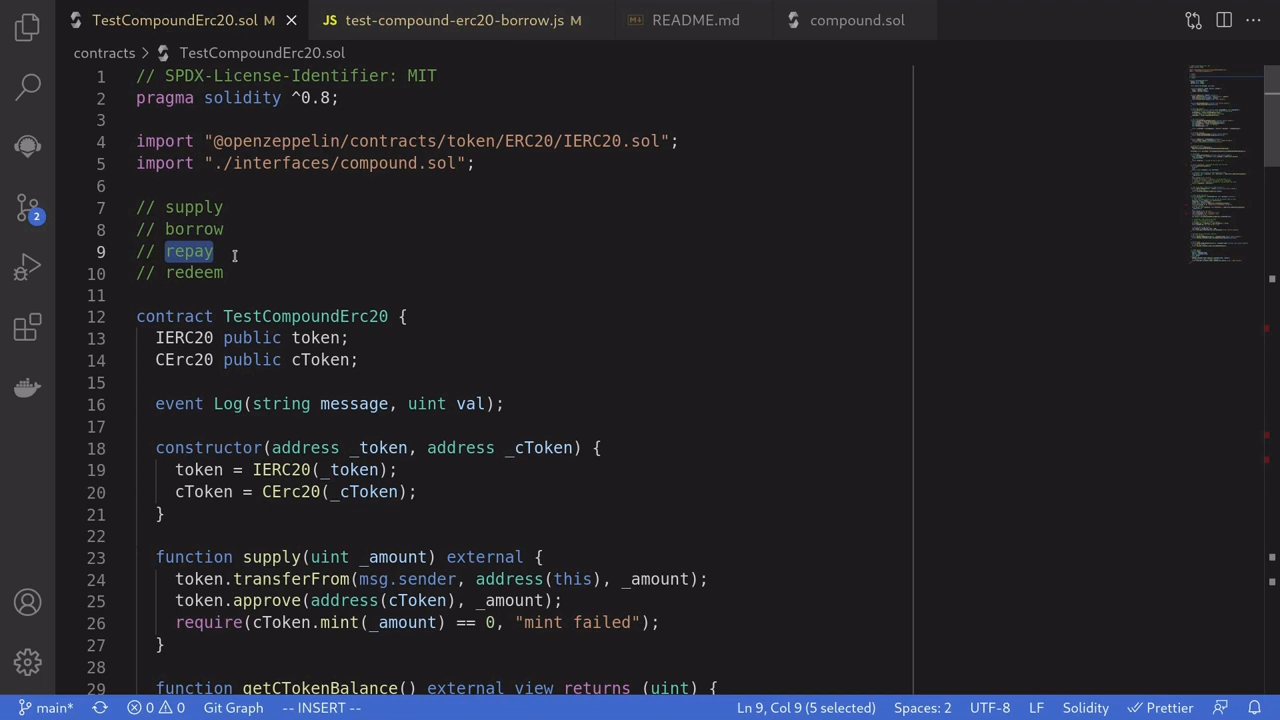 TestCompoundErc20.sol M
JS test-compound-erc20-borrow.js M
README.md
compound.sol
contracts > TestCompoundErc20.sol
1 // SPDX-License-Identifier: MIT
2 pragma solidity ^0.8;
3
4 import "@openzeppelin/contracts/token/ERC20/IERC20.sol";
5 import "./interfaces/compound.sol";
6
7 // supply
8 // borrow
9 // repay
10 // redeem
11
12 contract TestCompoundErc20 {
13 IERC20 public token;
14 CErc20 public cToken;
15
16 event Log(string message, uint val);
17
18 constructor(address _token, address _cToken) {
19 token = IERC20(_token);
20 cToken = CErc20(_cToken);
21 }
22
23 function supply(uint _amount) external {
24 token.transferFrom(msg.sender, address(this), _amount);
25 token.approve(address(cToken), _amount);
26 require(cToken.mint(_amount) == 0, "mint failed");
27 }
28
29 function getCTokenBalance() external view returns (uint) {
2
main* 0 0 Git Graph -- INSERT -- Ln 9, Col 9 (5 selected) Spaces: 2 UTF-8 LF Solidity Prettier